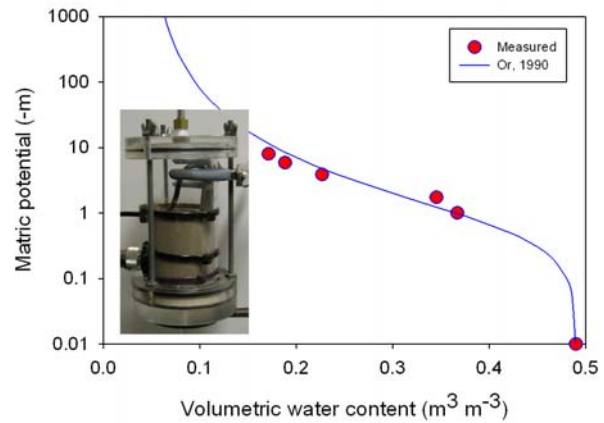 1000
100
10
1
0.1
0.01
Matric potential (-m)
Measured
Or, 1990
0.0 0.1 0.2 0.3 0.4 0.5
Volumetric water content (m³ m⁻³)